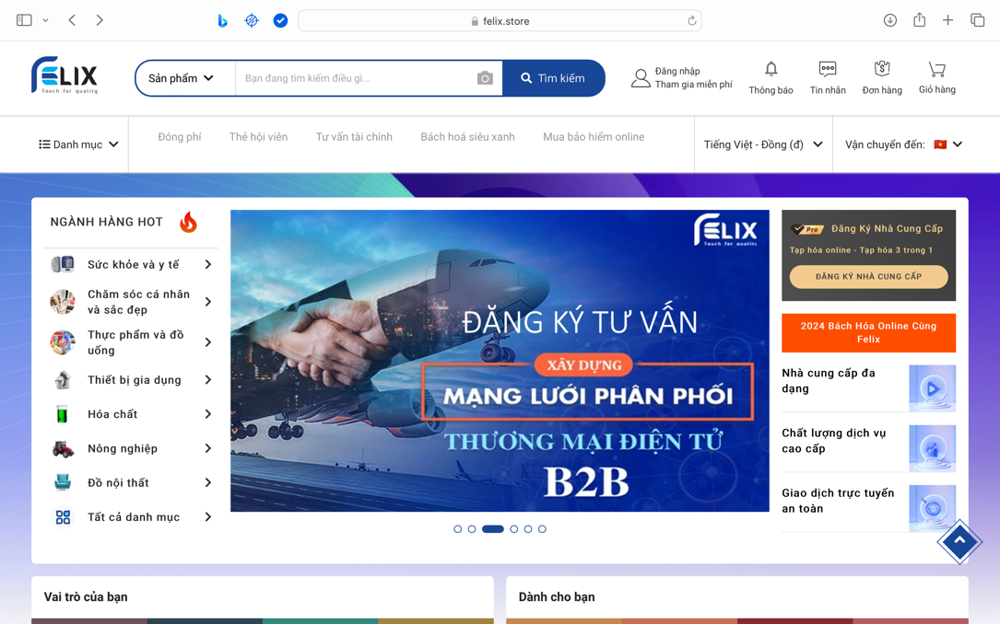 felix.store
FELIX
Touch for quality
Sản phẩm
Bạn đang tìm kiếm điều gì...
Tìm kiếm
Đăng nhập
Tham gia miễn phí
Thông báo
Tin nhắn
Đơn hàng
Giỏ hàng
Danh mục
Đóng phí
Thẻ hội viên
Tư vấn tài chính
Bách hoá siêu xanh
Mua bảo hiểm online
Tiếng Việt - Đồng (đ)
Vận chuyển đến:
NGÀNH HÀNG HOT
Sức khỏe và y tế
Chăm sóc cá nhân
và sắc đẹp
Thực phẩm và đồ
uống
Thiết bị gia dụng
Hóa chất
Nông nghiệp
Đồ nội thất
Tất cả danh mục
FELIX
Touch for quality
ĐĂNG KÝ TƯ VẤN
XÂY DỰNG
MẠNG LƯỚI PHÂN PHỐI
THƯƠNG MẠI ĐIỆN TỬ
B2B
Pro
Đăng Ký Nhà Cung Cấp
Tạp hóa online - Tạp hóa 3 trong 1
ĐĂNG KÝ NHÀ CUNG CẤP
2024 Bách Hóa Online Cùng
Felix
Nhà cung cấp đa
dạng
Chất lượng dịch vụ
cao cấp
Giao dịch trực tuyến
an toàn
Vai trò của bạn
Dành cho bạn